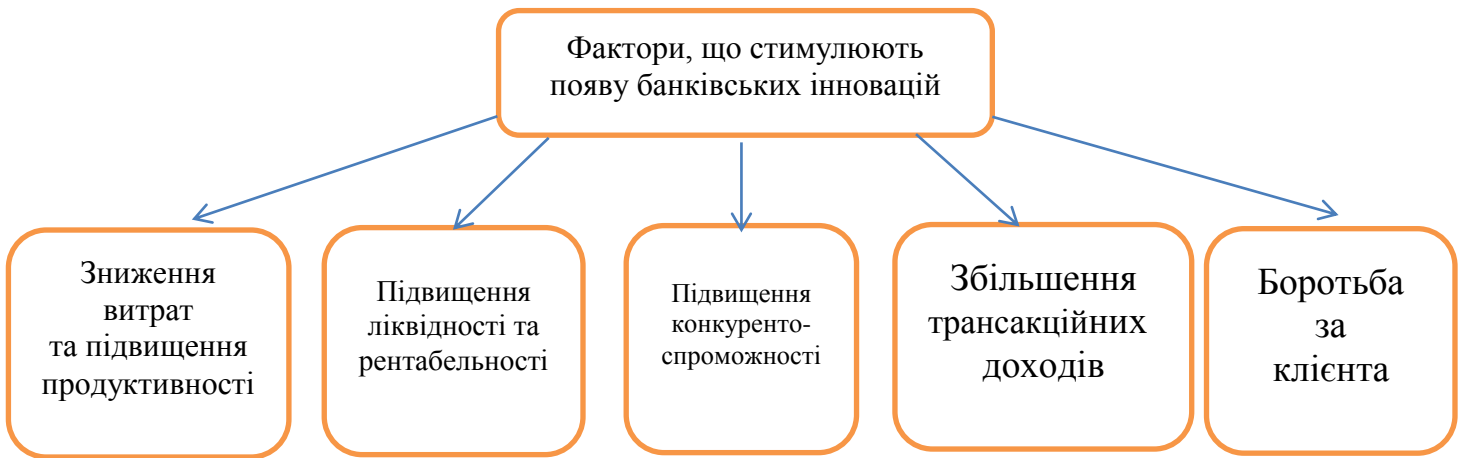 Фактори, що стимулюють
появу банківських інновацій
Зниження
витрат
та підвищення
продуктивності
Підвищення
ліквідності та
рентабельності
Підвищення
конкуренто-
спроможності
Збільшення
трансакційних
доходів
Боротьба
за
клієнта